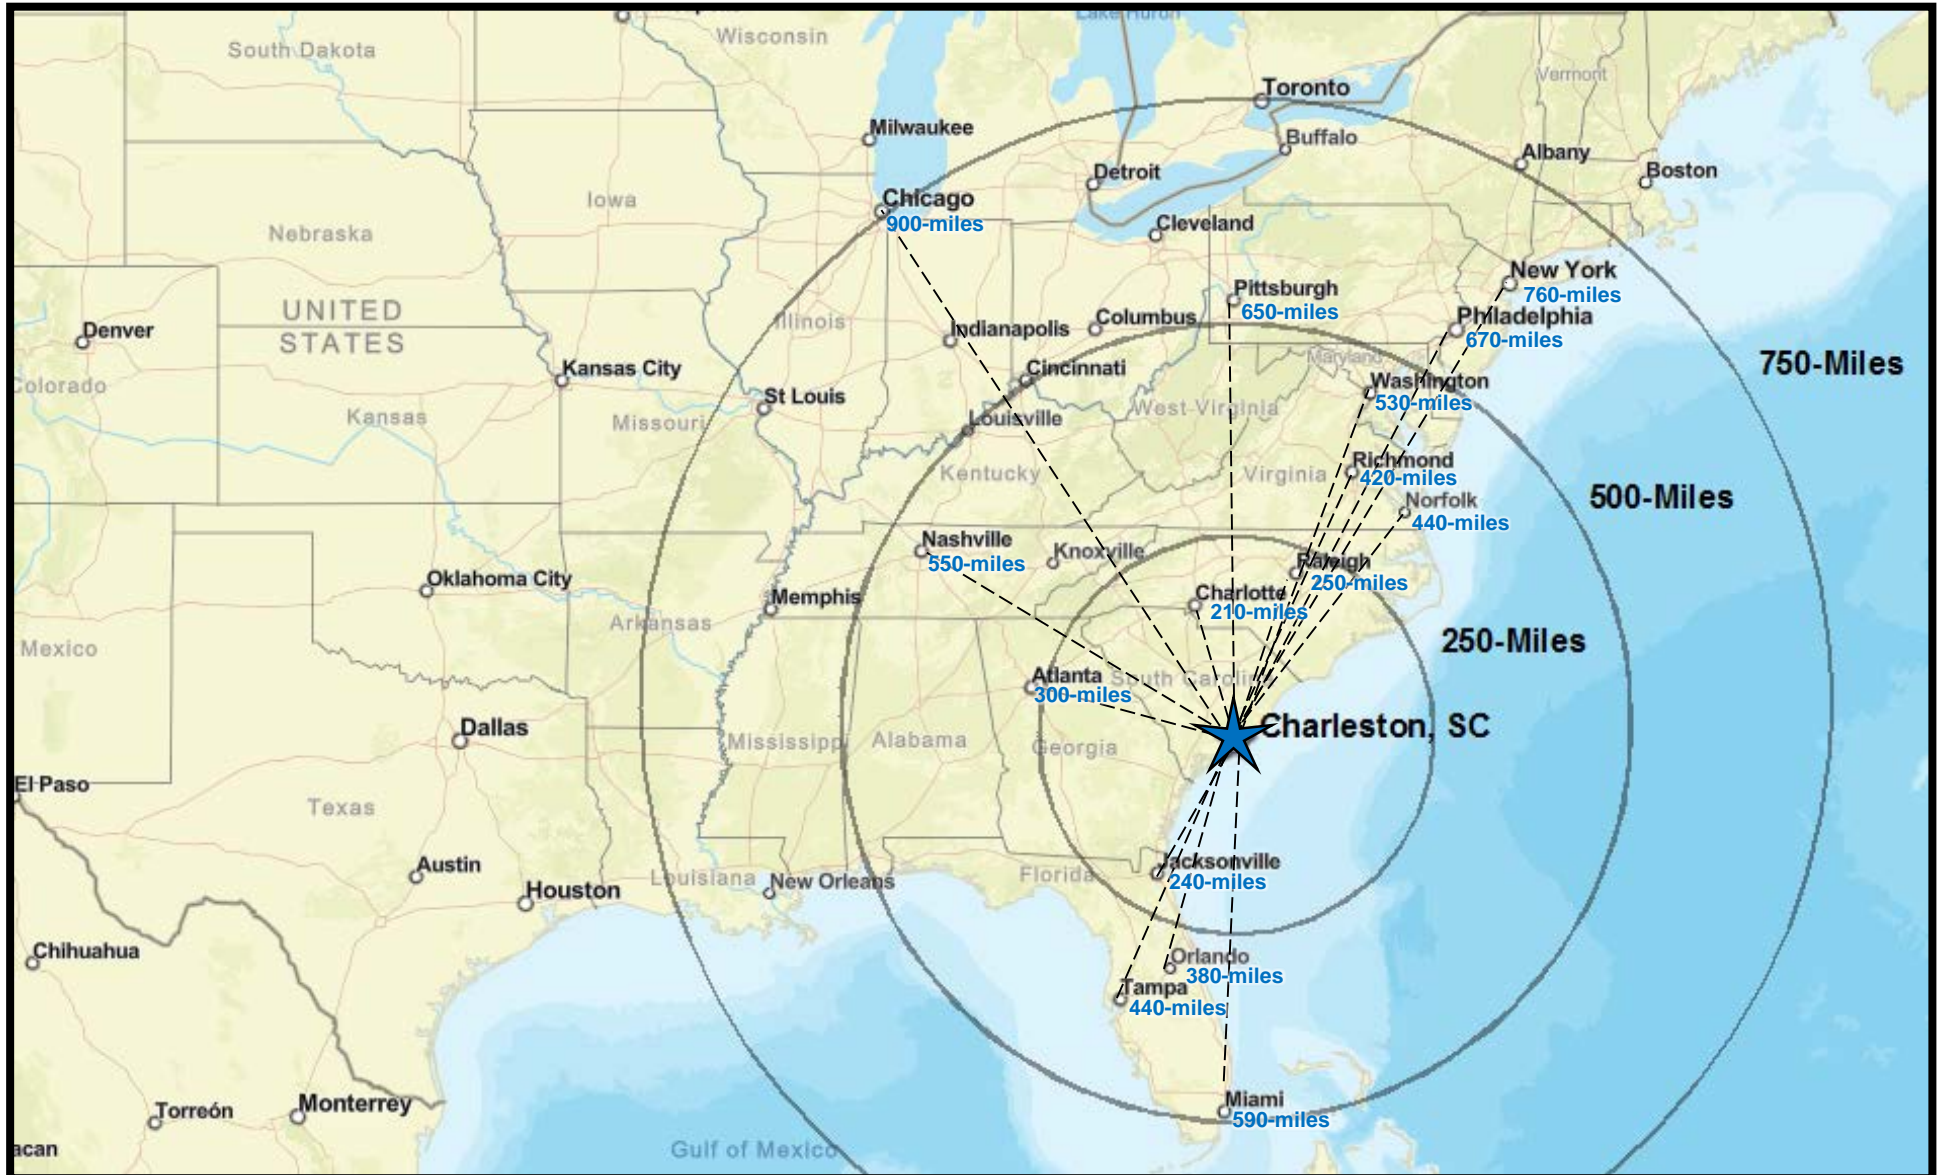 Lake Huron
Wisconsin
South Dakota
Vermont
Toronto
Milwaukee
Buffalo
Albany
Boston
Detroit
Chicago
900-miles
Iowa
Cleveland
Nebraska
New York
760-miles
Pittsburgh
650-miles
UNITED
STATES
Illinois
Columbus
Philadelphia
670-miles
Denver
Indianapolis
Maryland
750-Miles
Kansas City
Cincinnati
Washington
530-miles
Colorado
St Louis
West Virginia
Kansas
Missouri
Louisville
Richmond
420-miles
Kentucky
Virginia
Norfolk
440-miles
500-Miles
Nashville
550-miles
Knoxville
Raleigh
250-miles
Oklahoma City
Memphis
Charlotte
210-miles
Arkansas
250-Miles
Mexico
Atlanta
300-miles
South Carolina
Charleston, SC
Dallas
Mississippi
Alabama
Georgia
El Paso
Texas
Austin
Jacksonville
240-miles
Houston
Louisiana
New Orleans
Florida
Chihuahua
Orlando
380-miles
Tampa
440-miles
Torreón
Monterrey
Miami
590-miles
acan
Gulf of Mexico